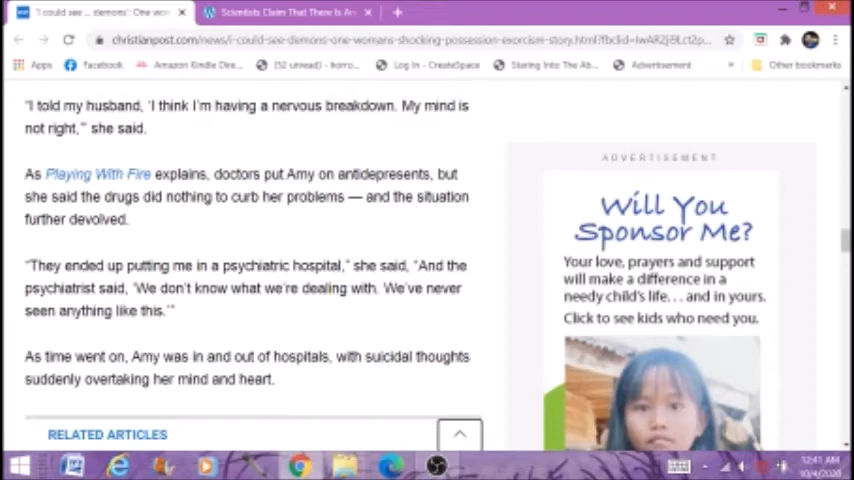 'I could see ... demons': One wo
Scientists Claim That There Is An
christianpost.com/news/i-could-see-demons-one-womans-shocking-possession-exorcism-story.html?fbclid=IwAR2j9lLct2p...
Apps Facebook Amazon Kindle Dire... (52 unread) - horro... Log In - CreateSpace Staring Into The Ab... Advertisement » Other bookmarks
"I told my husband, 'I think I'm having a nervous breakdown. My mind is
not right,'" she said.
As Playing With Fire explains, doctors put Amy on antidepresents, but
she said the drugs did nothing to curb her problems — and the situation
further devolved.
"They ended up putting me in a psychiatric hospital," she said, "And the
psychiatrist said, 'We don't know what we're dealing with. We've never
seen anything like this.'"
As time went on, Amy was in and out of hospitals, with suicidal thoughts
suddenly overtaking her mind and heart.
RELATED ARTICLES
ADVERTISEMENT
Will You
Sponsor Me?
Your love, prayers and support
will make a difference in a
needy child's life. . . and in yours.
Click to see kids who need you.
12:41 AM
10/4/2020